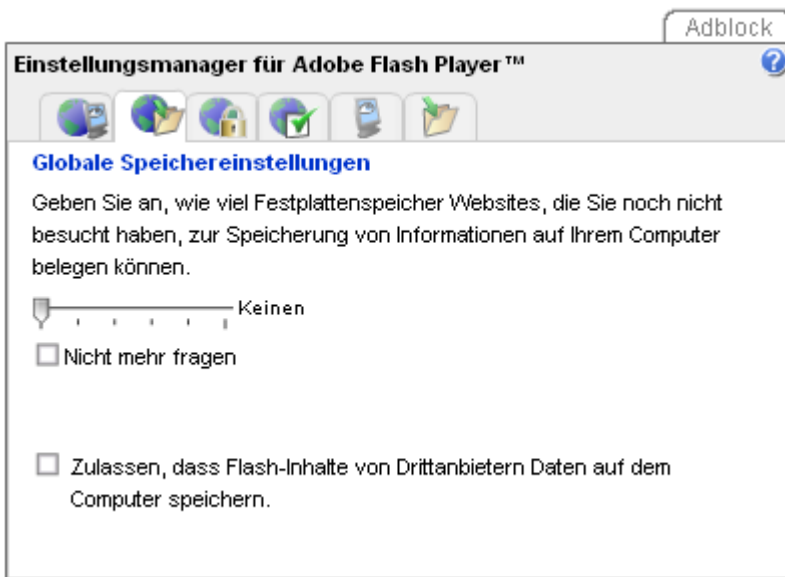 Adblock
Einstellungsmanager für Adobe Flash Player™
?
Globale Speichereinstellungen
Geben Sie an, wie viel Festplattenspeicher Websites, die Sie noch nicht
besucht haben, zur Speicherung von Informationen auf Ihrem Computer
belegen können.
Keinen
Nicht mehr fragen
Zulassen, dass Flash-Inhalte von Drittanbietern Daten auf dem
Computer speichern.